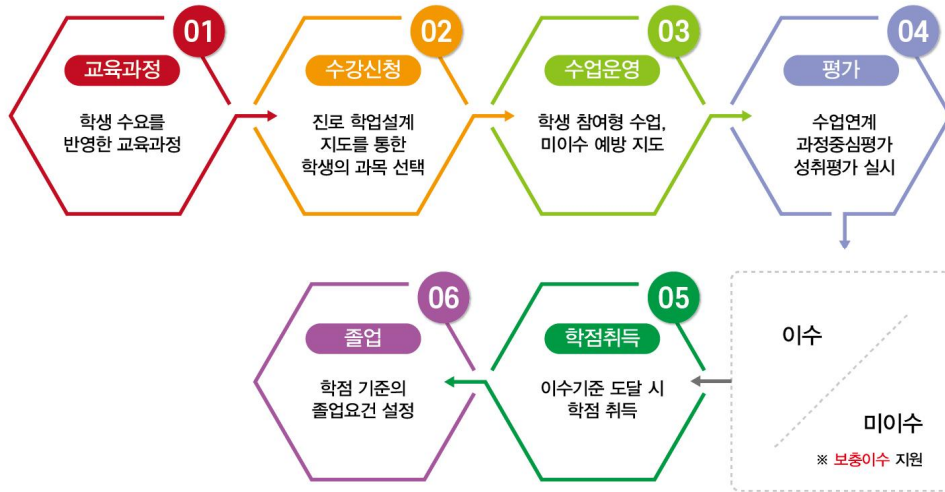 01
교육과정
학생 수요를
반영한 교육과정
02
수강신청
진로 학업설계
지도를 통한
학생의 과목 선택
03
수업운영
학생 참여형 수업,
미이수 예방 지도
04
평가
수업연계
과정중심평가
성취평가 실시
이수
미이수
※ 보충이수 지원
05
학점취득
이수기준 도달 시
학점 취득
06
졸업
학점 기준의
졸업요건 설정